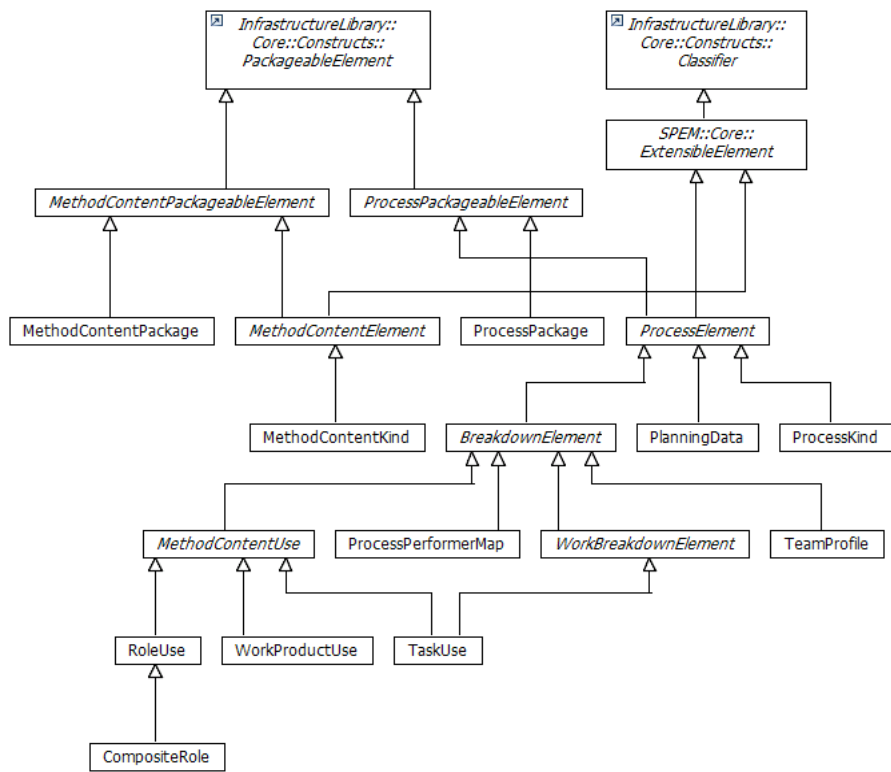 InfrastructureLibrary::
Core::Constructs::
PackageableElement
InfrastructureLibrary::
Core::Constructs::
Classifier
SPEM::Core::
ExtensibleElement
MethodContentPackageableElement
ProcessPackageableElement
MethodContentPackage
MethodContentElement
ProcessPackage
ProcessElement
MethodContentKind
BreakdownElement
PlanningData
ProcessKind
MethodContentUse
ProcessPerformerMap
WorkBreakdownElement
TeamProfile
RoleUse
WorkProductUse
TaskUse
CompositeRole